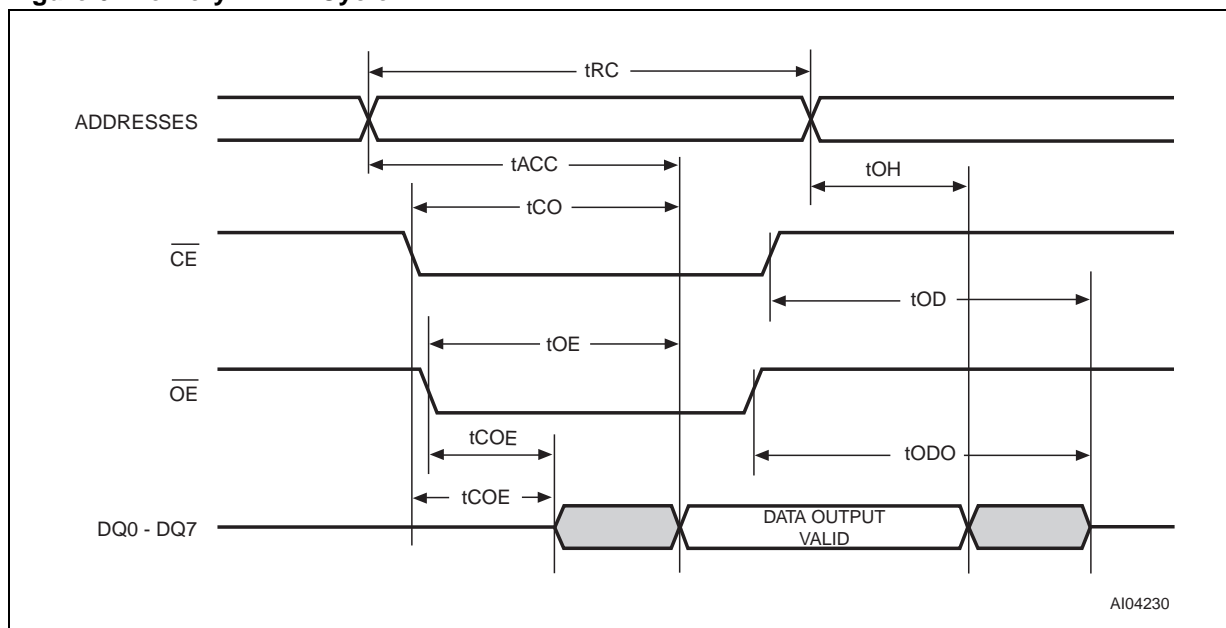 tRC
ADDRESSES
tACC
tOH
tCO
CE
tOD
tOE
OE
tCOE
tODO
tCOE
DQ0 - DQ7
DATA OUTPUT
VALID
AI04230